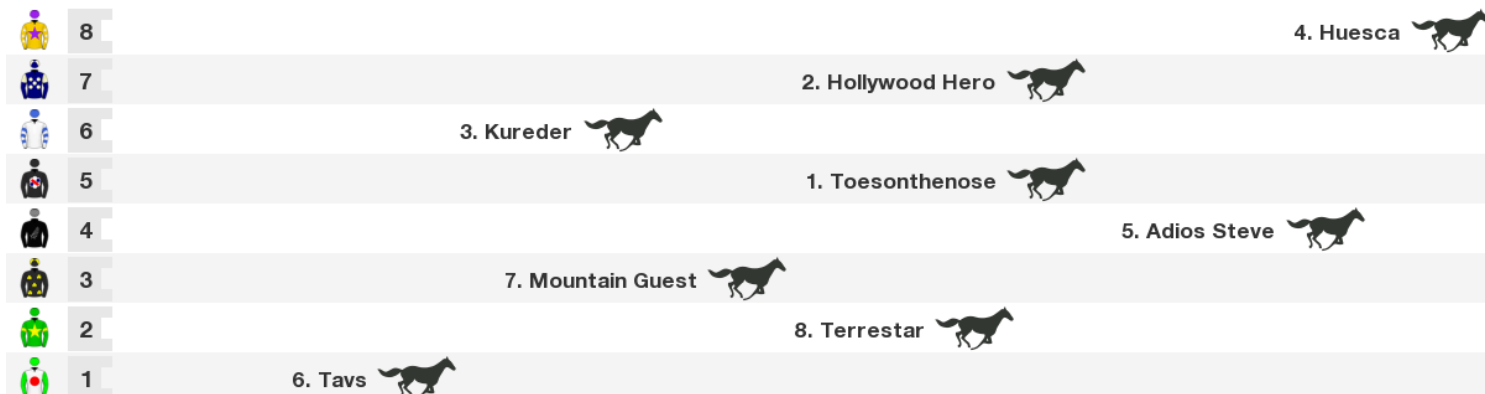 8 4. Huesca
7 2. Hollywood Hero
6 3. Kureder
5 1. Toesonthenose
4 5. Adios Steve
3 7. Mountain Guest
2 8. Terrestar
1 6. Tavs